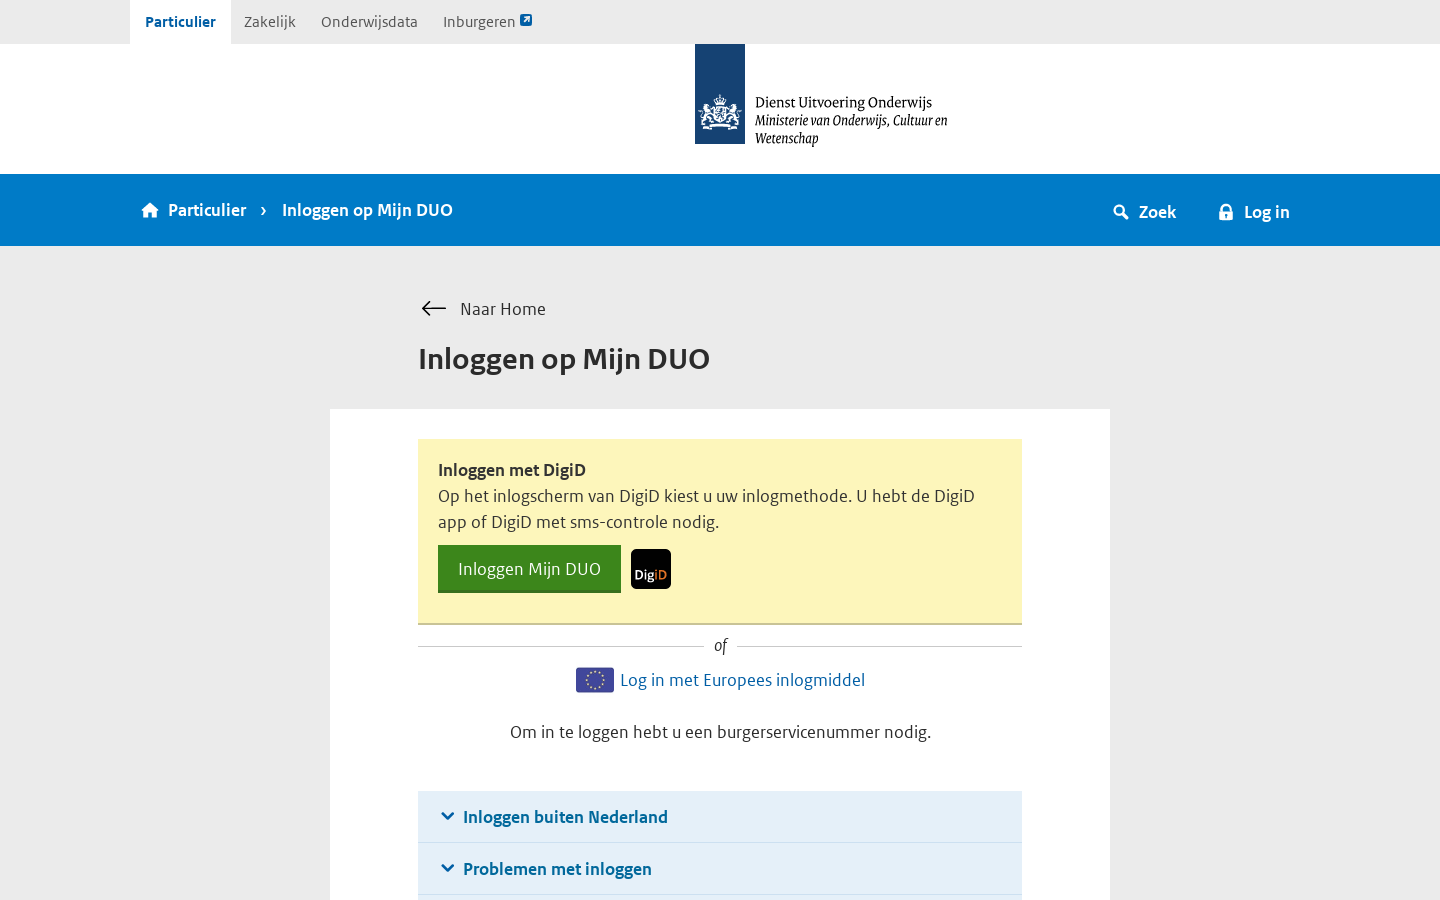 Particulier
Zakelijk
Onderwijsdata
Inburgeren
Dienst Uitvoering Onderwijs
Ministerie van Onderwijs, Cultuur en
Wetenschap
Particulier › Inloggen op Mijn DUO
Zoek
Log in
Naar Home
Inloggen op Mijn DUO
Inloggen met DigiD
Op het inlogscherm van DigiD kiest u uw inlogmethode. U hebt de DigiD
app of DigiD met sms-controle nodig.
Inloggen Mijn DUO
DigiD
of
Log in met Europees inlogmiddel
Om in te loggen hebt u een burgerservicenummer nodig.
Inloggen buiten Nederland
Problemen met inloggen